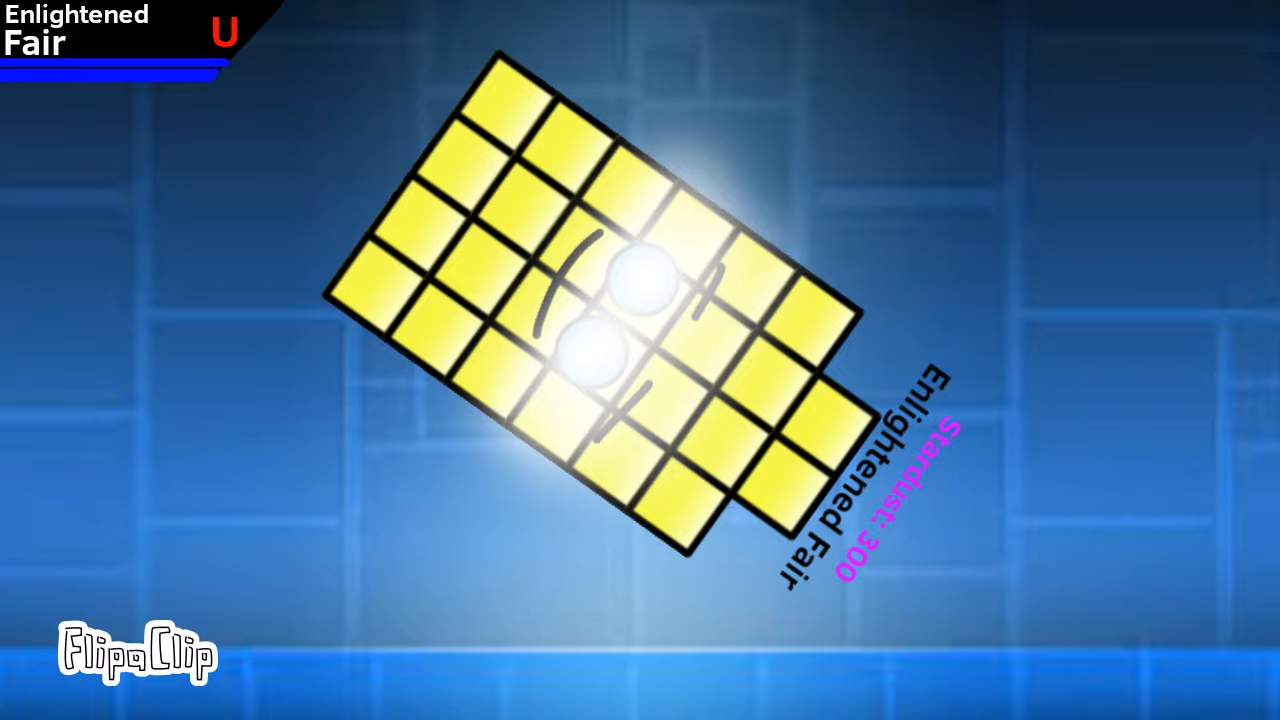 Enlightened
Fair
U
Enlightened Fair
Stardust: 300
FlipaClip